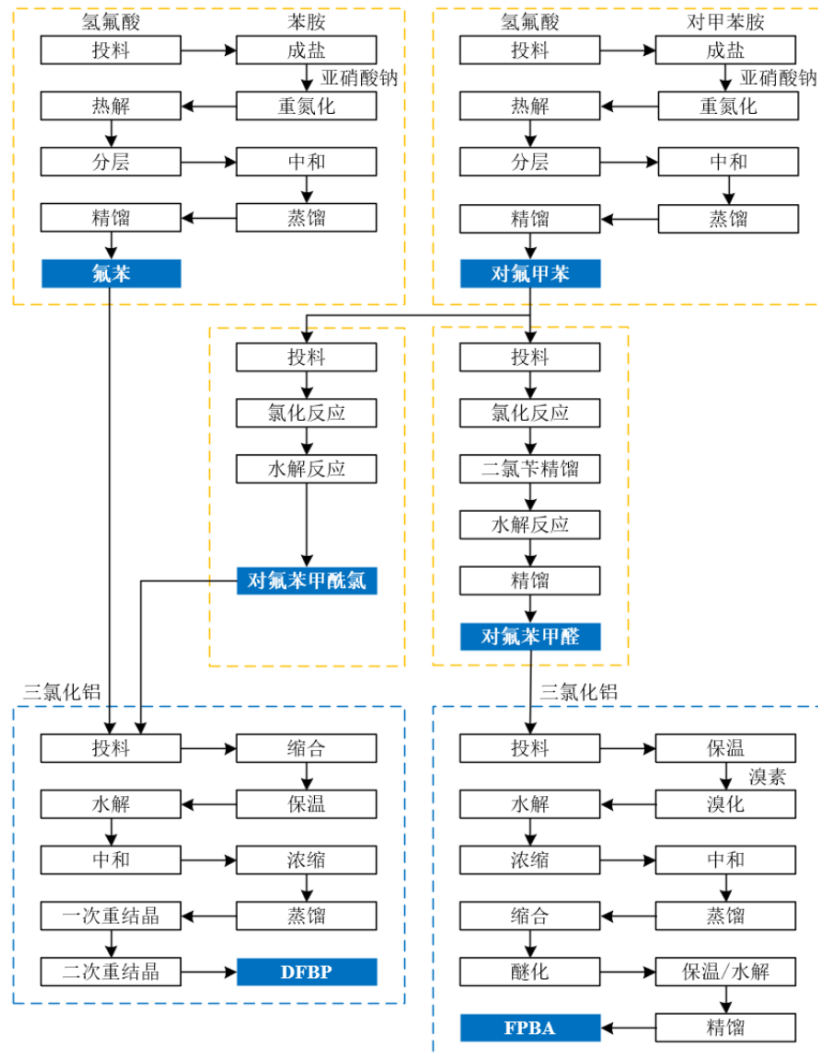 氢氟酸
苯胺
投料
成盐
亚硝酸钠
热解
重氮化
分层
中和
精馏
蒸馏
氟苯
氢氟酸
对甲苯胺
投料
成盐
亚硝酸钠
热解
重氮化
分层
中和
精馏
蒸馏
对氟甲苯
投料
氯化反应
水解反应
对氟苯甲酰氯
投料
氯化反应
二氯苄精馏
水解反应
精馏
对氟苯甲醛
三氯化铝
投料
缩合
水解
保温
中和
浓缩
一次重结晶
蒸馏
二次重结晶
DFBP
三氯化铝
投料
保温
溴素
水解
溴化
浓缩
中和
缩合
蒸馏
醚化
保温/水解
FPBA
精馏